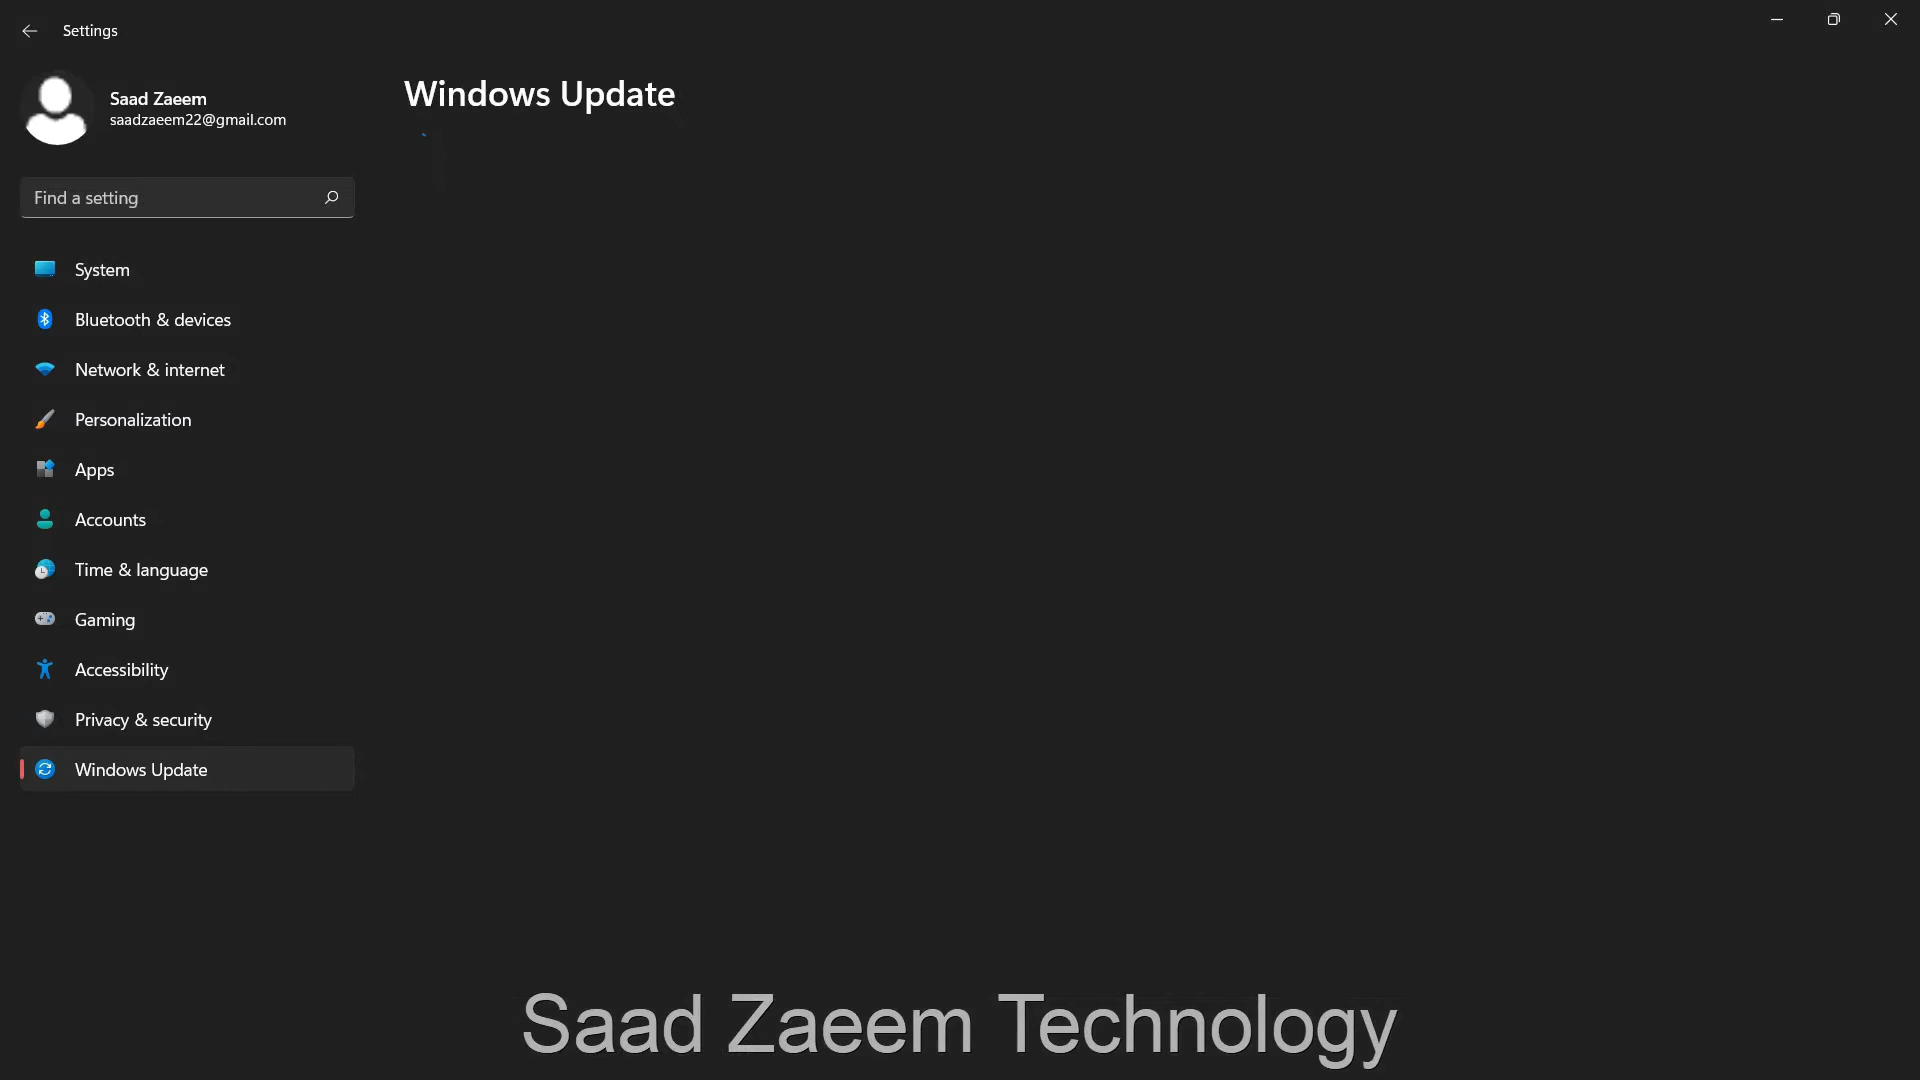 Settings
Saad Zaeem
saadzaeem22@gmail.com
Find a setting
System
Bluetooth & devices
Network & internet
Personalization
Apps
Accounts
Time & language
Gaming
Accessibility
Privacy & security
Windows Update
Windows Update
Saad Zaeem Technology